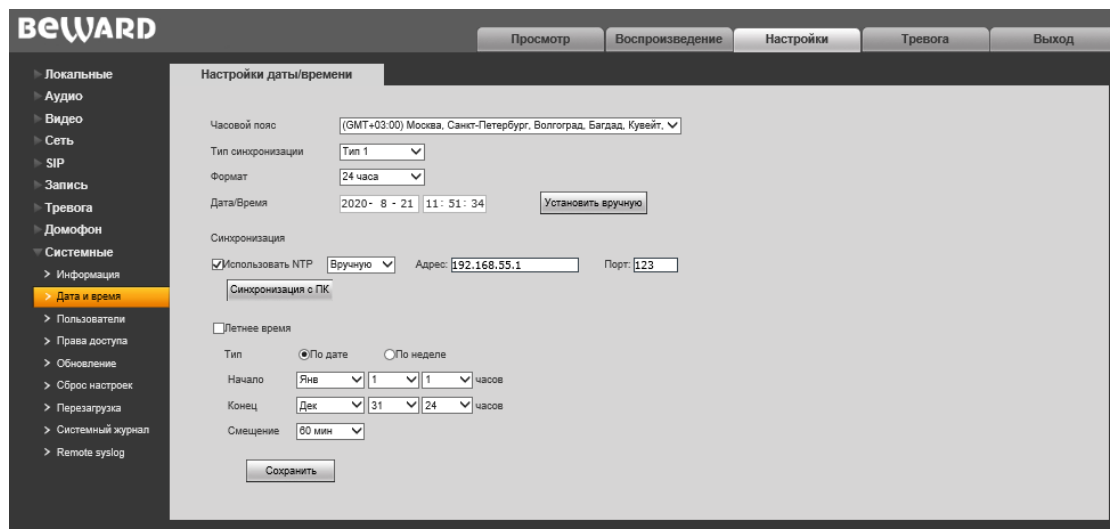 BEWARD
Просмотр Воспроизведение Настройки Тревога Выход
Локальные
Аудио
Видео
Сеть
SIP
Запись
Тревога
Домофон
Системные
Информация
Дата и время
Пользователи
Права доступа
Обновление
Сброс настроек
Перезагрузка
Системный журнал
Remote syslog
Настройки даты/времени
Часовой пояс (GMT+03:00) Москва, Санкт-Петербург, Волгоград, Багдад, Кувейт,
Тип синхронизации Тип 1
Формат 24 часа
Дата/Время 2020- 8 - 21 11: 51: 34 Установить вручную
Синхронизация
Использовать NTP Вручную Адрес: 192.168.55.1 Порт: 123
Синхронизация с ПК
Летнее время
Тип По дате По неделе
Начало Янв 1 1 часов
Конец Дек 31 24 часов
Смещение 60 мин
Сохранить